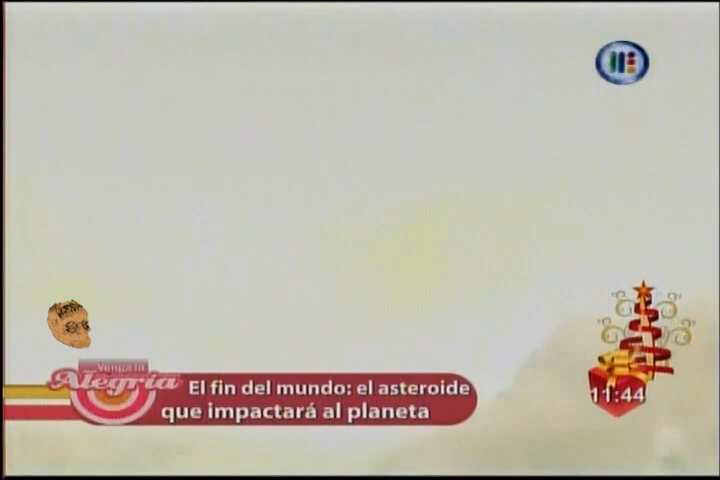 Venga la
Alegría
El fin del mundo: el asteroide
que impactará al planeta
11:44